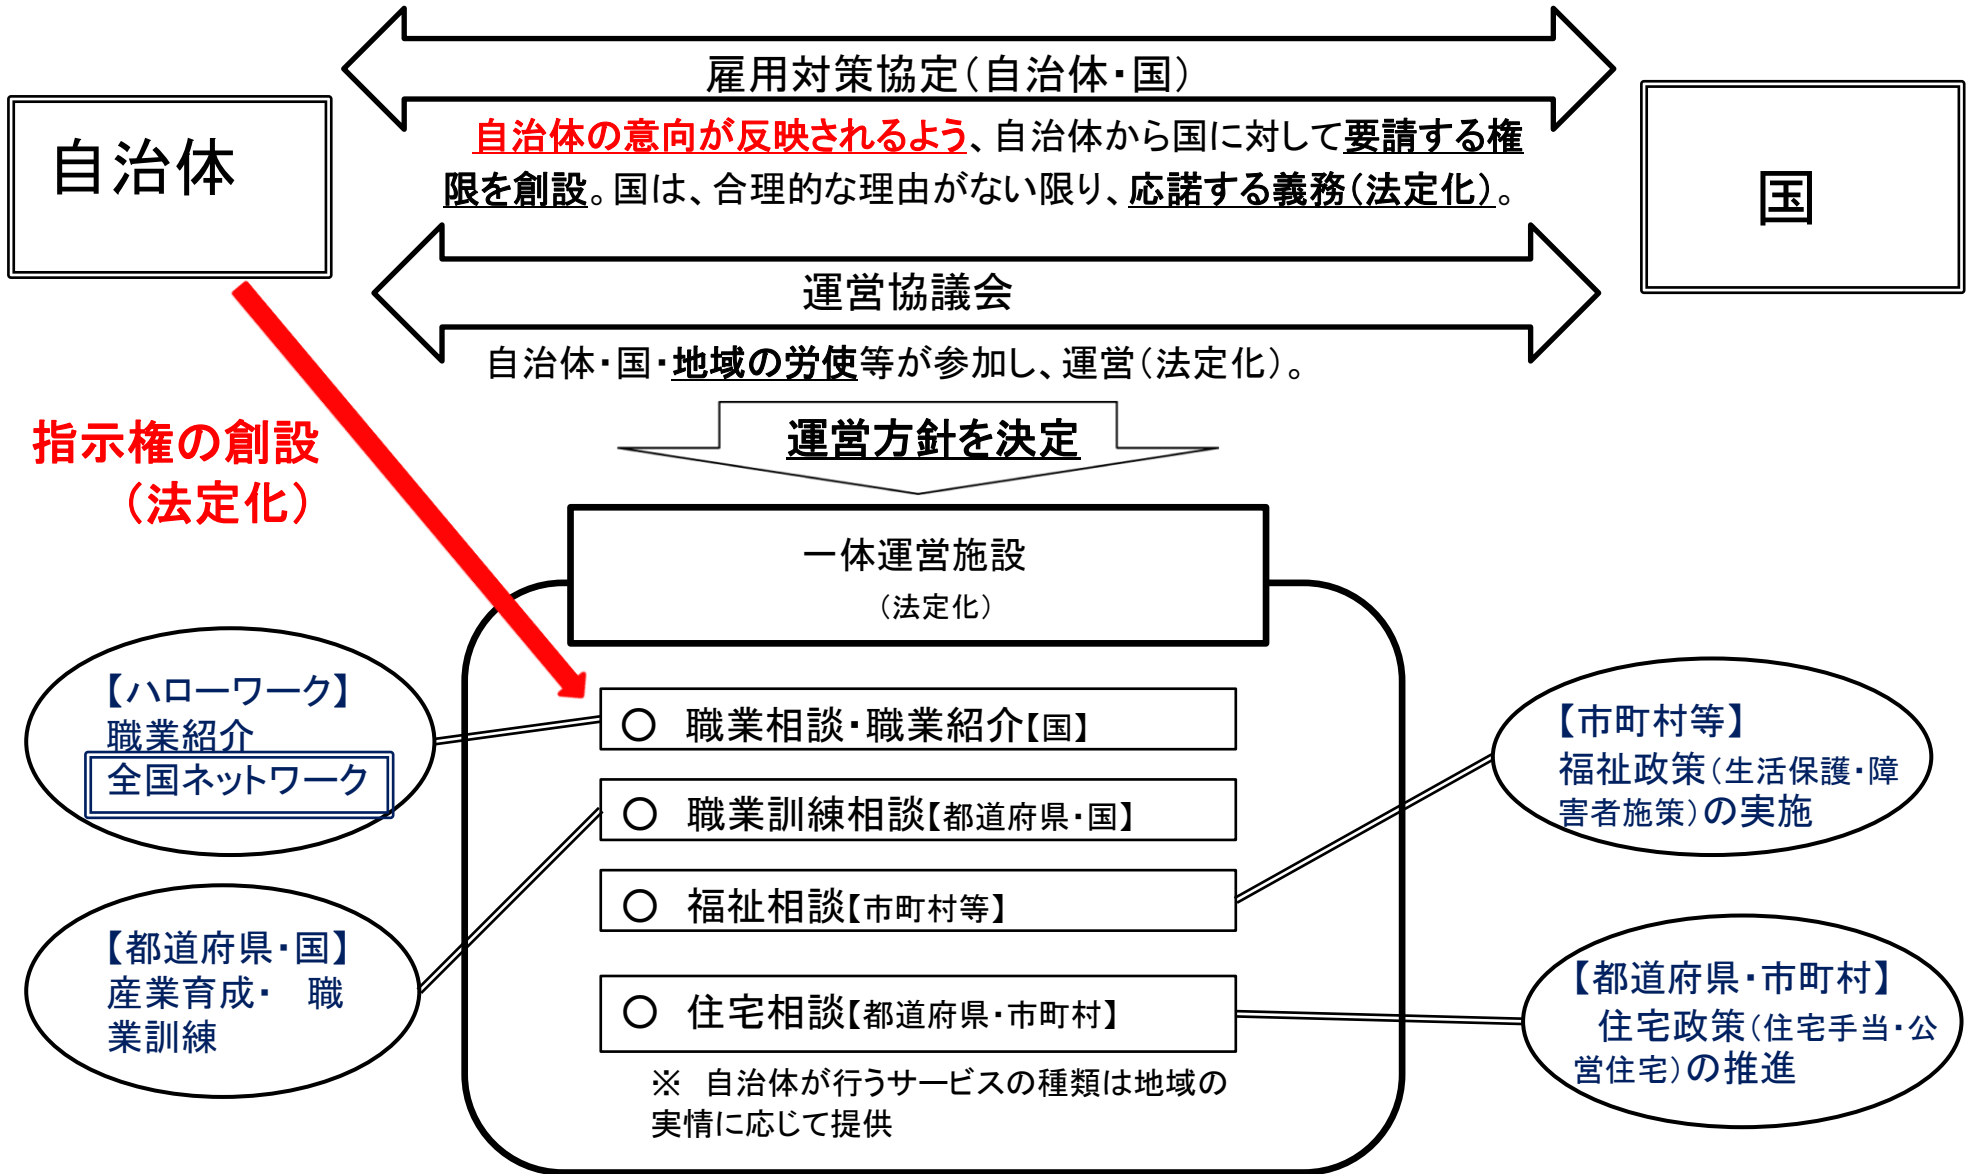 雇用対策協定(自治体・国)
自治体
国
自治体の意向が反映されるよう、自治体から国に対して要請する権
限を創設。国は、合理的な理由がない限り、応諾する義務(法定化)。
運営協議会
自治体・国・地域の労使等が参加し、運営(法定化)。
指示権の創設
(法定化)
運営方針を決定
一体運営施設
(法定化)
【ハローワーク】
職業紹介
全国ネットワーク
【都道府県・国】
産業育成・　職
業訓練
○　職業相談・職業紹介【国】
○　職業訓練相談【都道府県・国】
○　福祉相談【市町村等】
○　住宅相談【都道府県・市町村】
※　自治体が行うサービスの種類は地域の
実情に応じて提供
【市町村等】
福祉政策(生活保護・障
害者施策)の実施
【都道府県・市町村】
住宅政策(住宅手当・公
営住宅)の推進